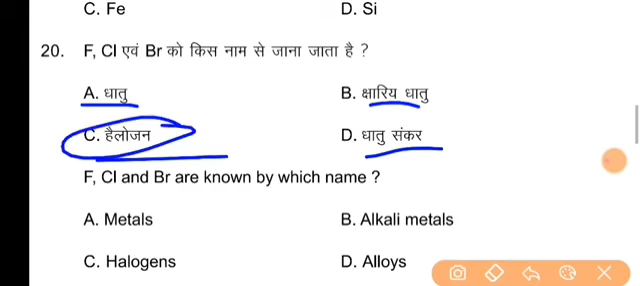 C. Fe D. Si
20. F, Cl एवं Br को किस नाम से जाना जाता है ?
A. धातु B. क्षारिय धातु
C. हैलोजन D. धातु संकर
F, Cl and Br are known by which name ?
A. Metals B. Alkali metals
C. Halogens D. Alloys